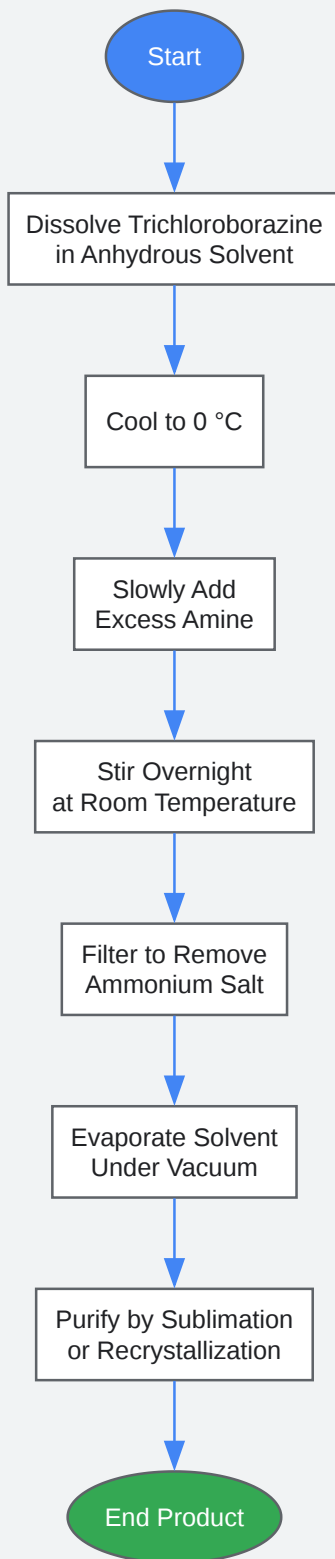 Start
Dissolve Trichloroborazine
in Anhydrous Solvent
Cool to 0 °C
Slowly Add
Excess Amine
Stir Overnight
at Room Temperature
Filter to Remove
Ammonium Salt
Evaporate Solvent
Under Vacuum
Purify by Sublimation
or Recrystallization
End Product